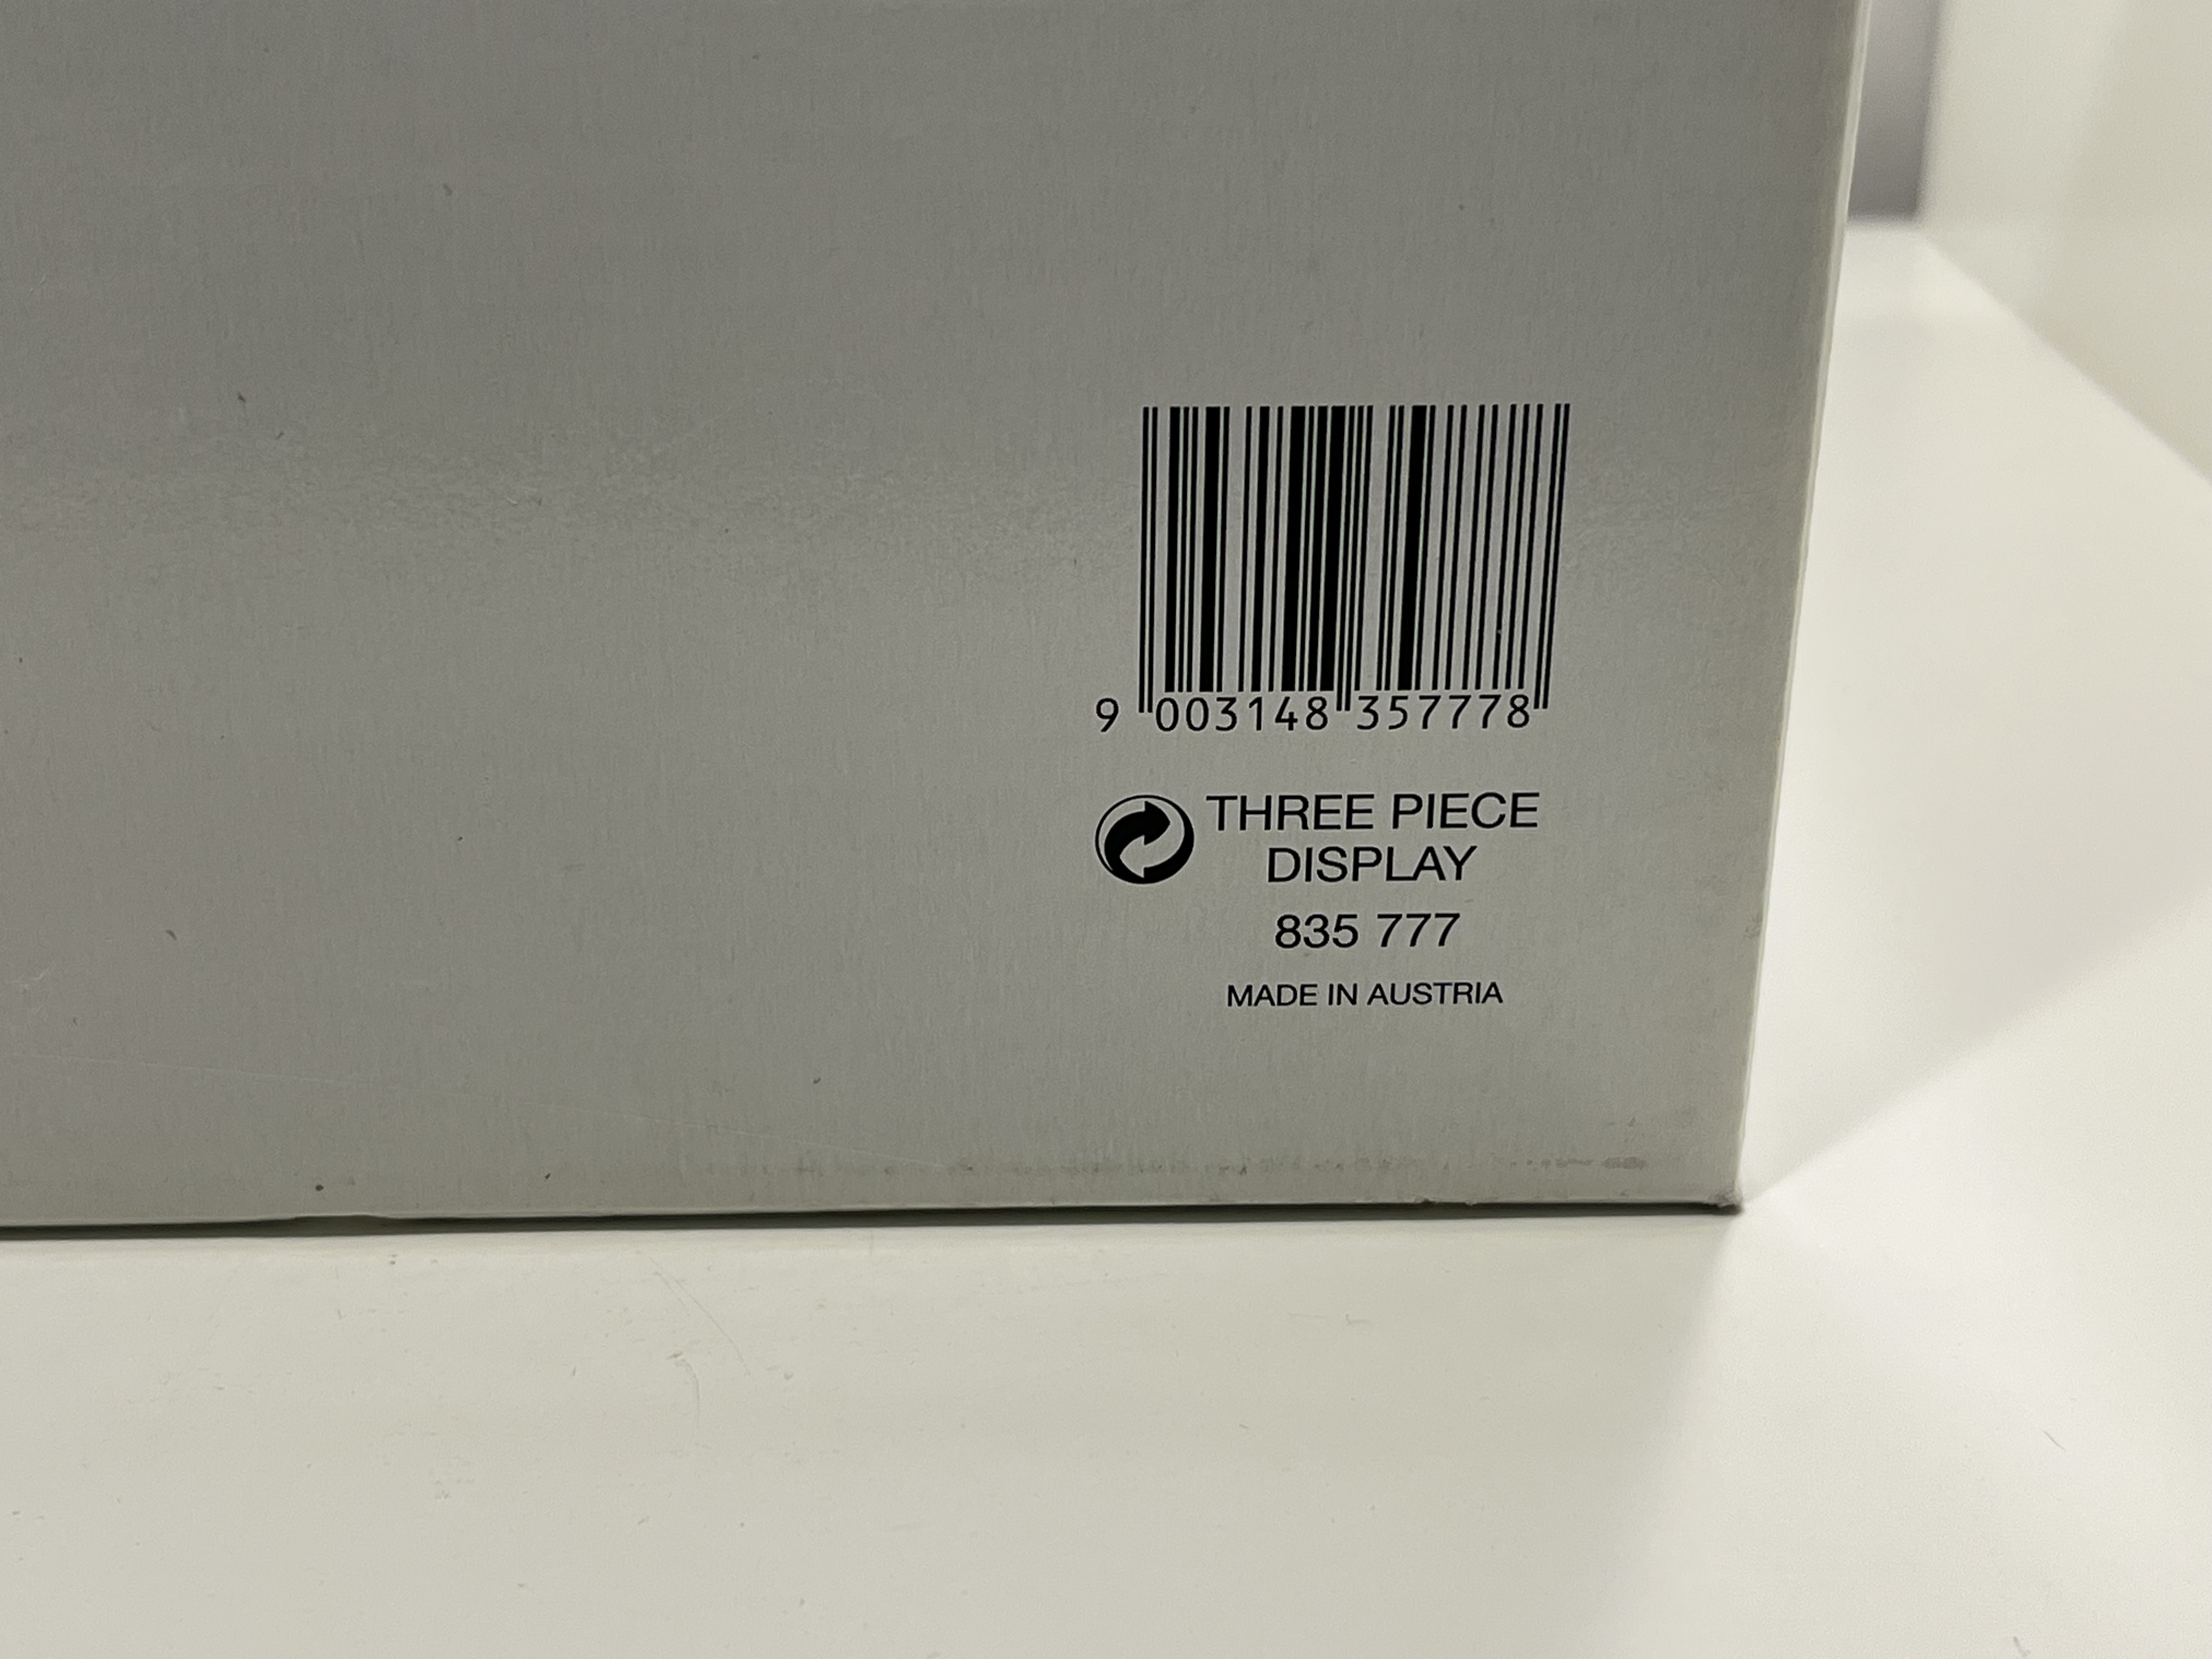 9 003148 357778
THREE PIECE
DISPLAY
835 777
MADE IN AUSTRIA